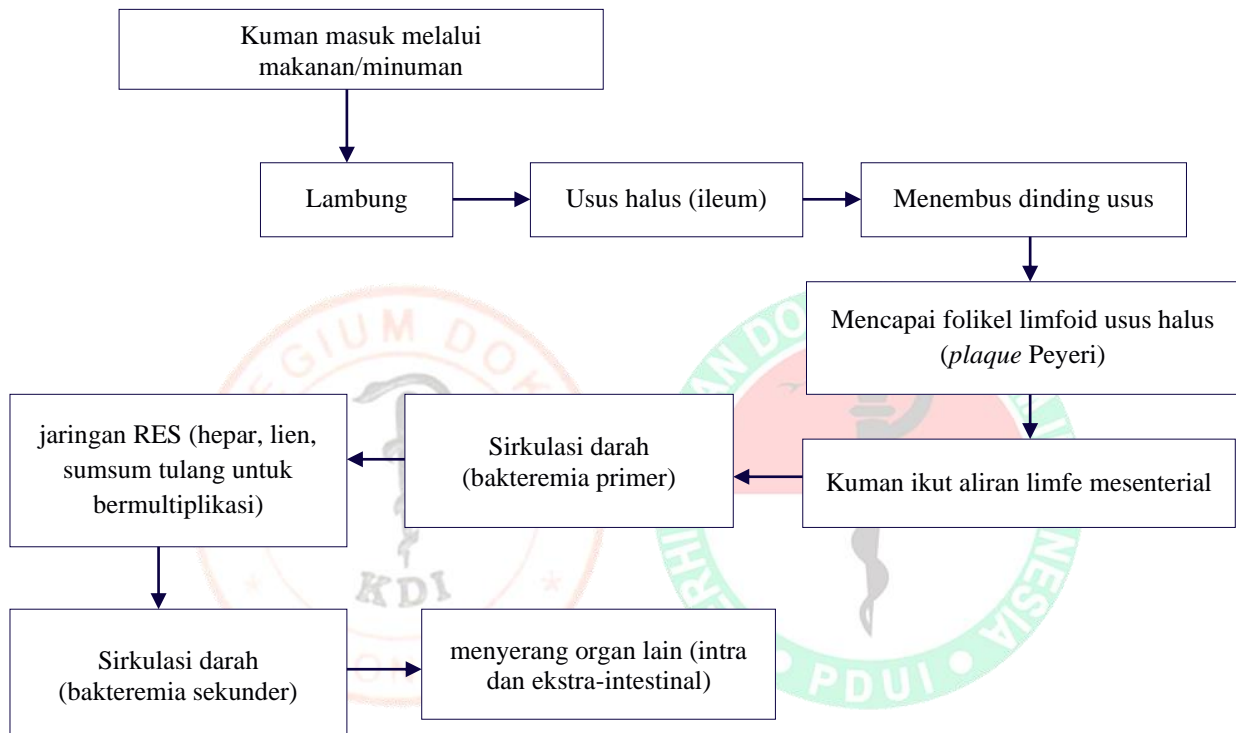 Kuman masuk melalui
makanan/minuman
Lambung
Usus halus (ileum)
Menembus dinding usus
Mencapai folikel limfoid usus halus
(plaque Peyeri)
Kuman ikut aliran limfe mesenterial
Sirkulasi darah
(bakteremia primer)
jaringan RES (hepar, lien,
sumsum tulang untuk
bermultiplikasi)
Sirkulasi darah
(bakteremia sekunder)
menyerang organ lain (intra
dan ekstra-intestinal)
KDI
PDUI